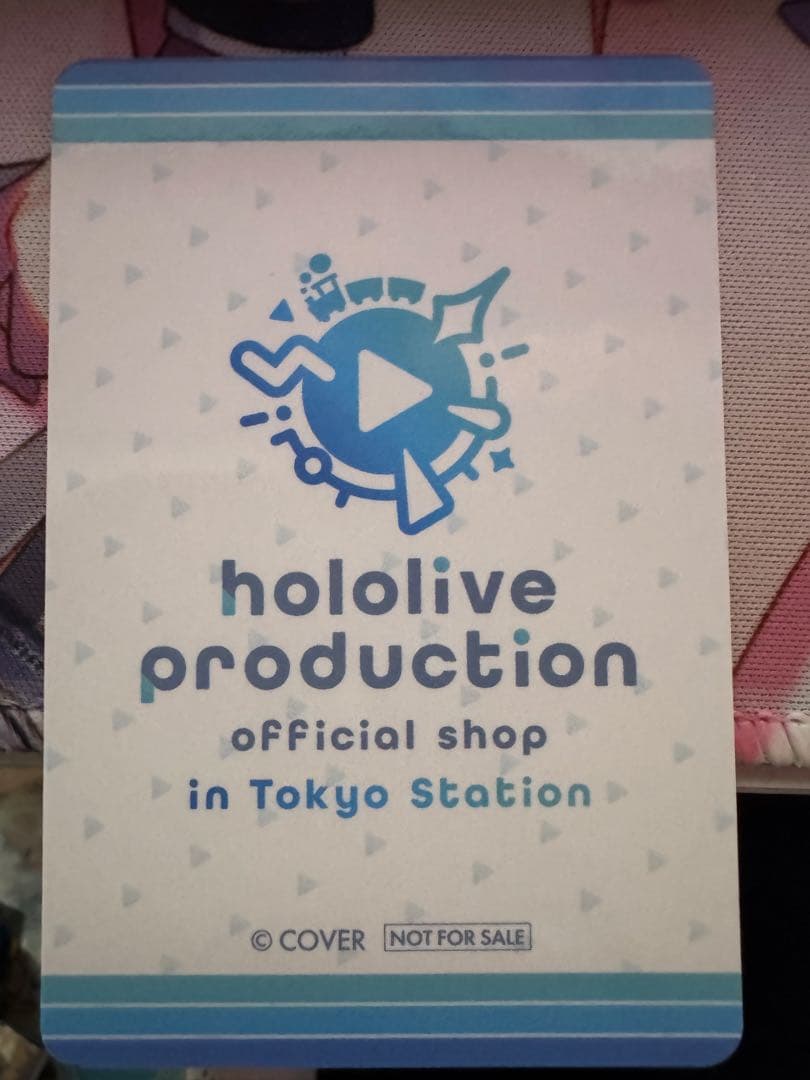 hololive
production
official shop
in Tokyo Station
© COVER NOT FOR SALE